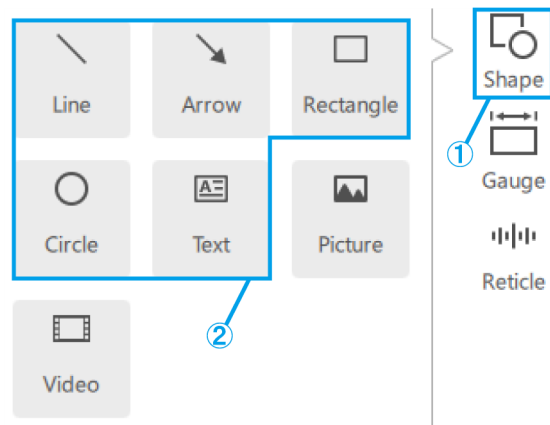 Line
Arrow
Rectangle
Circle
Text
Picture
Video
Shape
Gauge
Reticle
①
②